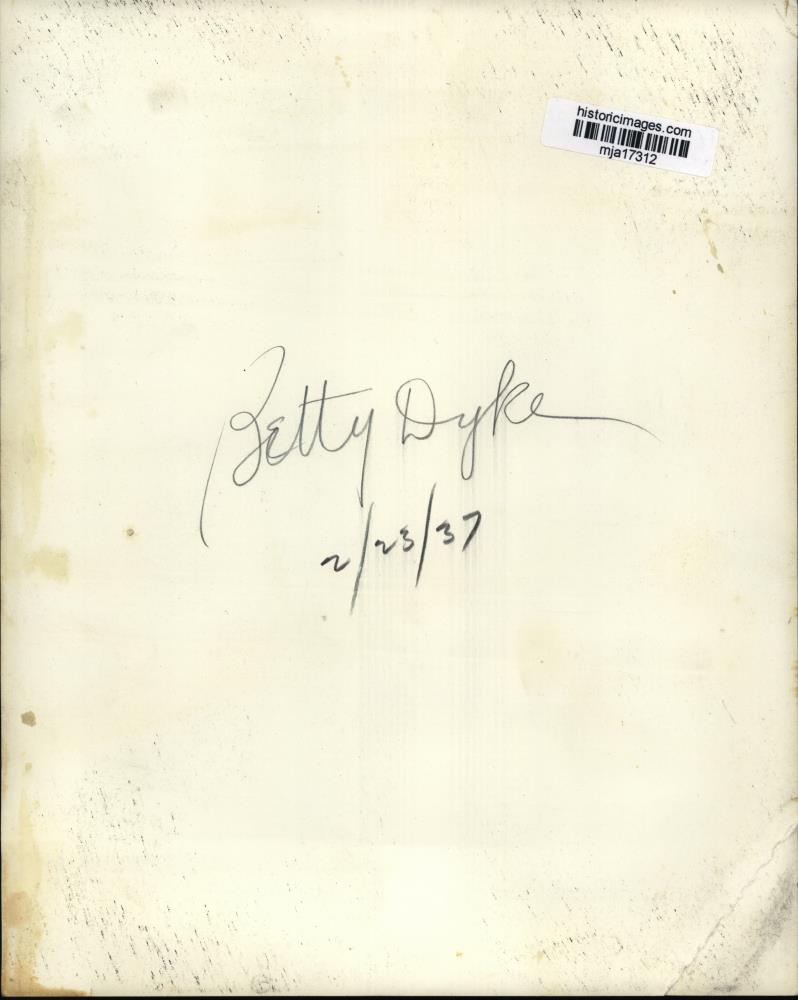 historicimages.com
mja17312
Betty Dyke
2/23/37